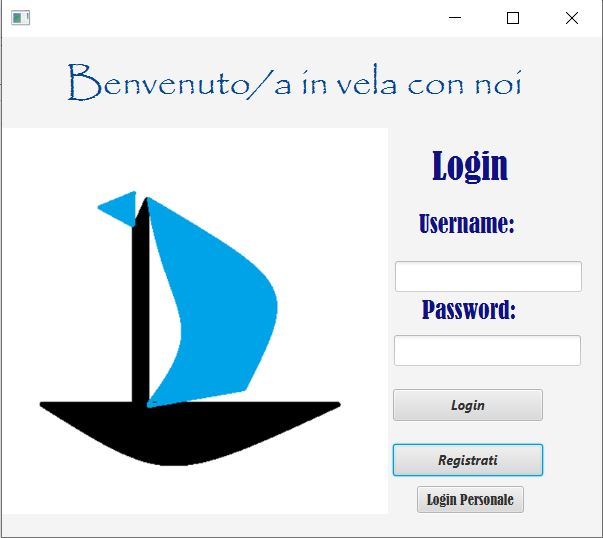 Benvenuto/a in vela con noi
Login
Username:
Password:
Login
Registrati
Login Personale